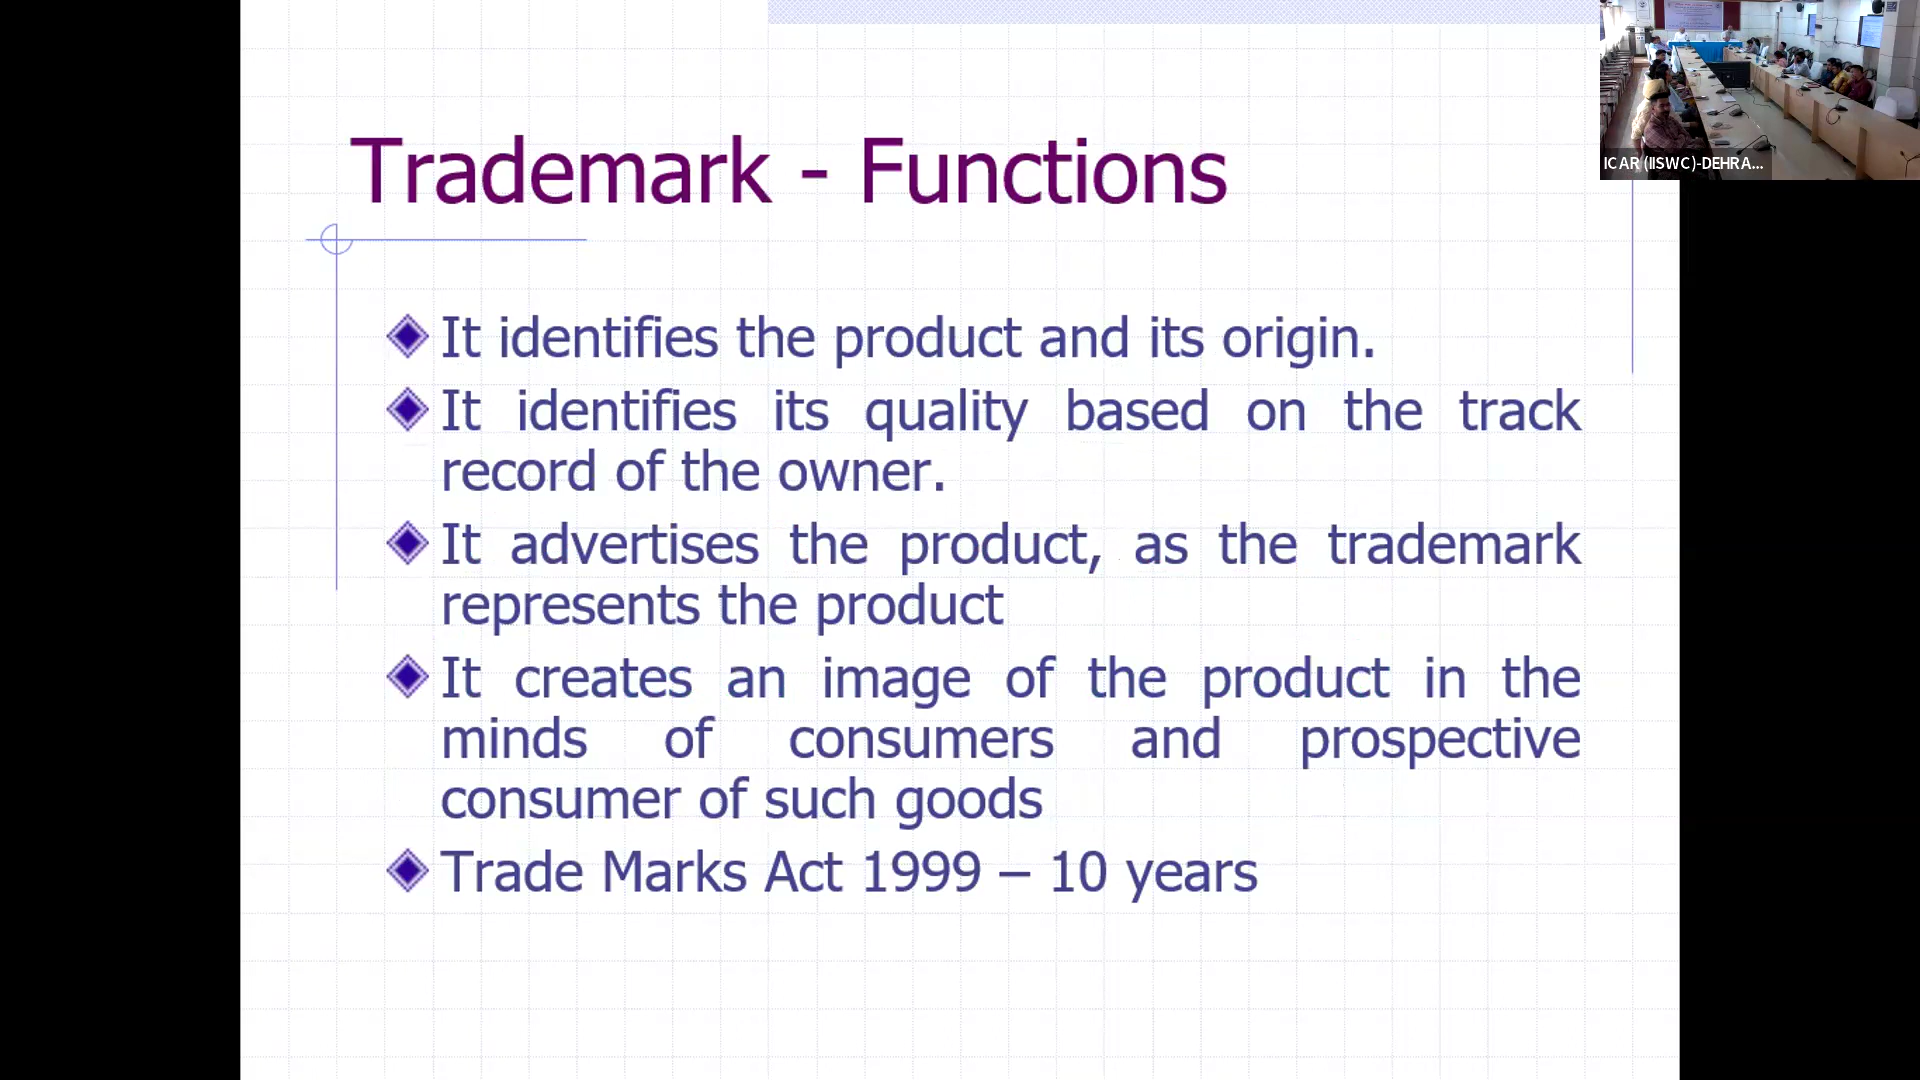 Trademark - Functions
It identifies the product and its origin.
It identifies its quality based on the track
record of the owner.
It advertises the product, as the trademark
represents the product
It creates an image of the product in the
minds of consumers and prospective
consumer of such goods
Trade Marks Act 1999 – 10 years
ICAR (IISWC)-DEHRA...